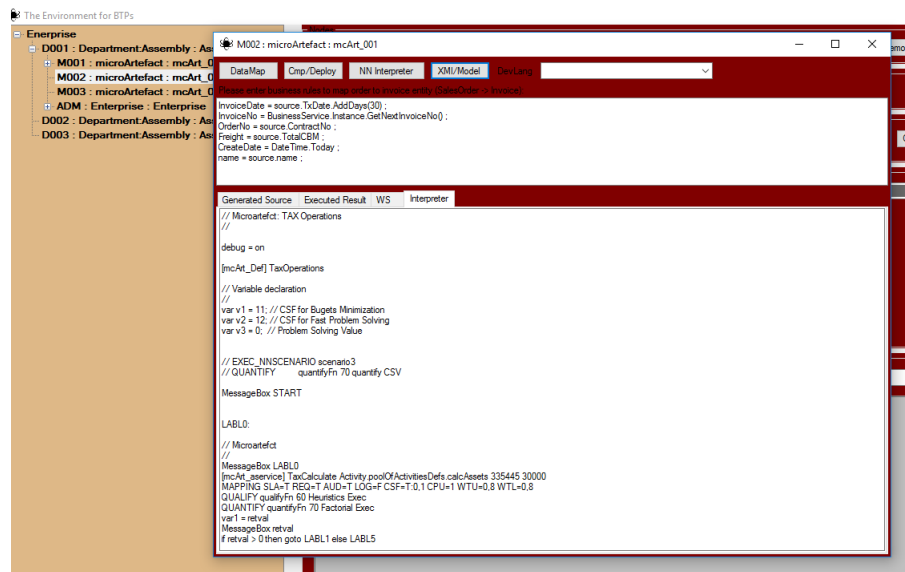 The Environment for BTPs
Enerprise
D001 : Department:Assembly : As
M001 : microArtefact : mcArt_0
M002 : microArtefact : mcArt_0
M003 : microArtefact : mcArt_0
ADM : Enterprise : Enterprise
D002 : Department:Assembly : As
D003 : Department:Assembly : As
M002 : microArtefact : mcArt_001
DataMap Cmp/Deploy NN Interpreter XMI/Model DevLang
Please enter business rules to map order to invoice entity (SalesOrder -> Invoice)
InvoiceDate = source.TxDate.AddDays(30) ;
InvoiceNo = BusinessService.Instance.GetNextInvoiceNo() ;
OrderNo = source.ContractNo ;
Freight = source.TotalCBM ;
CreateDate = DateTime.Today ;
name = source.name ;
Generated Source Executed Result WS Interpreter
// Microartefct: TAX Operations
//
debug = on
[mcArt_Def] TaxOperations
// Variable declaration
//
var v1 = 11; // CSF for Bugets Minimization
var v2 = 12; // CSF for Fast Problem Solving
var v3 = 0; // Problem Solving Value
// EXEC_NNSCENARIO scenario3
// QUANTIFY quantifyFn 70 quantify CSV
MessageBox START
LABL0:
// Microartefct
//
MessageBox LABL0
[mcArt_aservice] TaxCalculate Activity.poolOfActivitiesDefs.calcAssets 335445 30000
MAPPING SLA=T REQ=T AUD=T LOG=F CSF=T:0,1 CPU=1 WTU=0,8 WTL=0,8
QUALIFY qualifyFn 60 Heuristics Exec
QUANTIFY quantifyFn 70 Factorial Exec
var1 = retval
MessageBox retval
if retval > 0 then goto LABL1 else LABL5